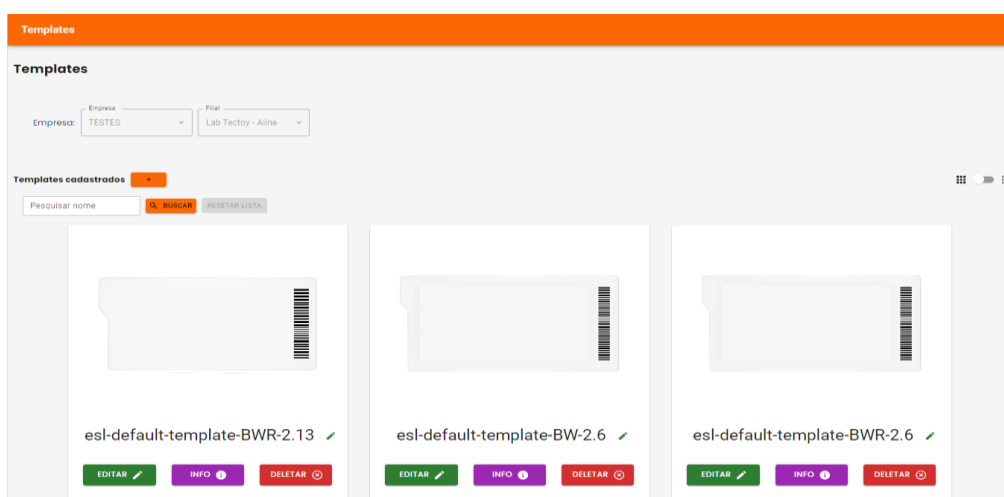 Templates
Templates
Empresa:
Empresa
TESTES
Filial
Lab Tectoy - Aline
Templates cadastrados +
Pesquisar nome
BUSCAR
RESETAR LISTA
esl-default-template-BWR-2.13
esl-default-template-BW-2.6
esl-default-template-BWR-2.6
EDITAR
INFO
DELETAR
EDITAR
INFO
DELETAR
EDITAR
INFO
DELETAR